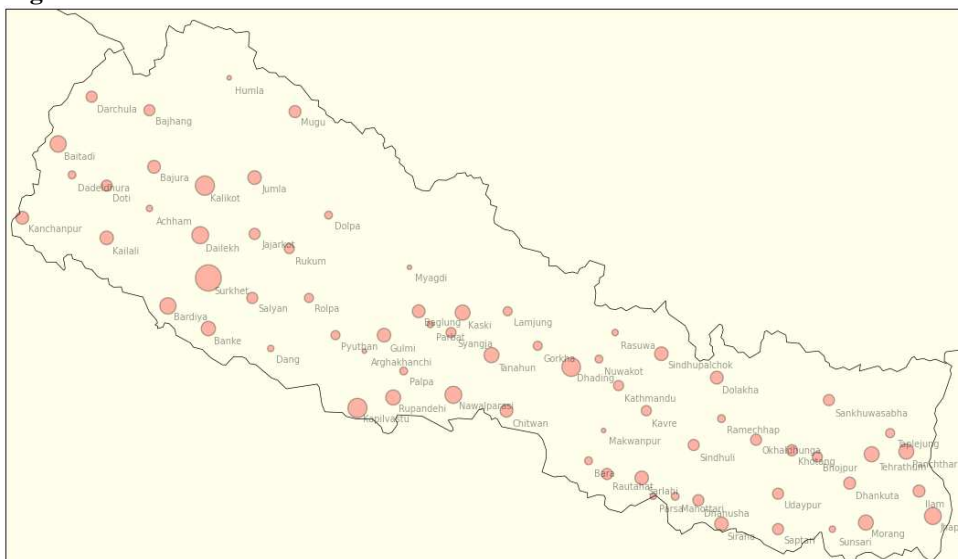 Humla
Darchula
Bajhang
Mugu
Baitadi
Bajura
Dadeldhura
Doti
Kalikot
Jumla
Achham
Kanchanpur
Dolpa
Kailali
Dailekh
Jajarkot
Rukum
Myagdi
Surkhet
Salyan
Rolpa
Bardiya
Baglung
Kaski
Lamjung
Parbat
Banke
Pyuthan
Gulmi
Syangja
Rasuwa
Dang
Arghakhanchi
Gorkha
Nuwakot
Sindhupalchok
Tanahun
Dhading
Palpa
Kathmandu
Dolakha
Rupandehi
Nawalparasi
Kapilvastu
Chitwan
Kavre
Sankhuwasabha
Ramechhap
Makwanpur
Taplejung
Sindhuli
Okhaldhunga
Khotang
Bhojpur
Tehrathum
Panchthar
Bara
Rautahat
Sarlahi
Dhankuta
Parsa
Mahottari
Dhanusha
Udaypur
Ilam
Siraha
Saptari
Sunsari
Morang